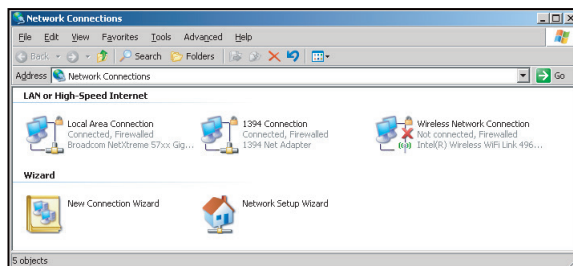 Network Connections
File Edit View Favorites Tools Advanced Help
Back Search Folders
Address Network Connections Go
LAN or High-Speed Internet
Local Area Connection
Connected, Firewalled
Broadcom NetXtreme 57xx Gig...
1394 Connection
Connected, Firewalled
1394 Net Adapter
Wireless Network Connection
Not connected, Firewalled
Intel(R) Wireless WiFi Link 496...
Wizard
New Connection Wizard
Network Setup Wizard
5 objects